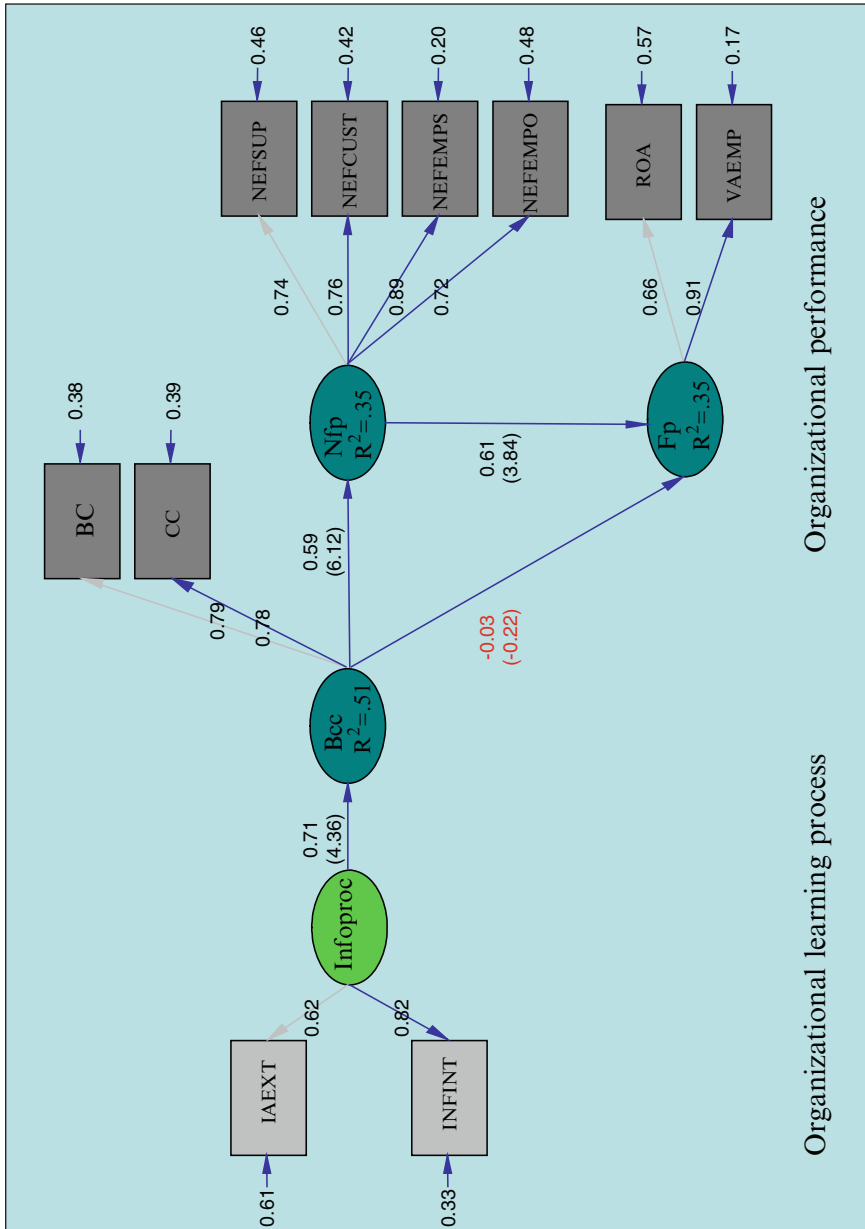 0.46
NEFSUP
0.74
0.42
NEFCUST
0.76
0.20
NEFEMPS
0.89
0.48
NEFEMPO
0.72
0.57
ROA
0.66
0.17
VAEMP
0.91
0.38
BC
0.79
0.39
CC
0.78
Nfp
R²=.35
Fp
R²=.35
0.61
(3.84)
0.59
(6.12)
-0.03
(-0.22)
Bcc
R²=.51
0.71
(4.36)
Infoproc
0.62
0.82
IAEXT
0.61
INFINT
0.33
Organizational learning process
Organizational performance